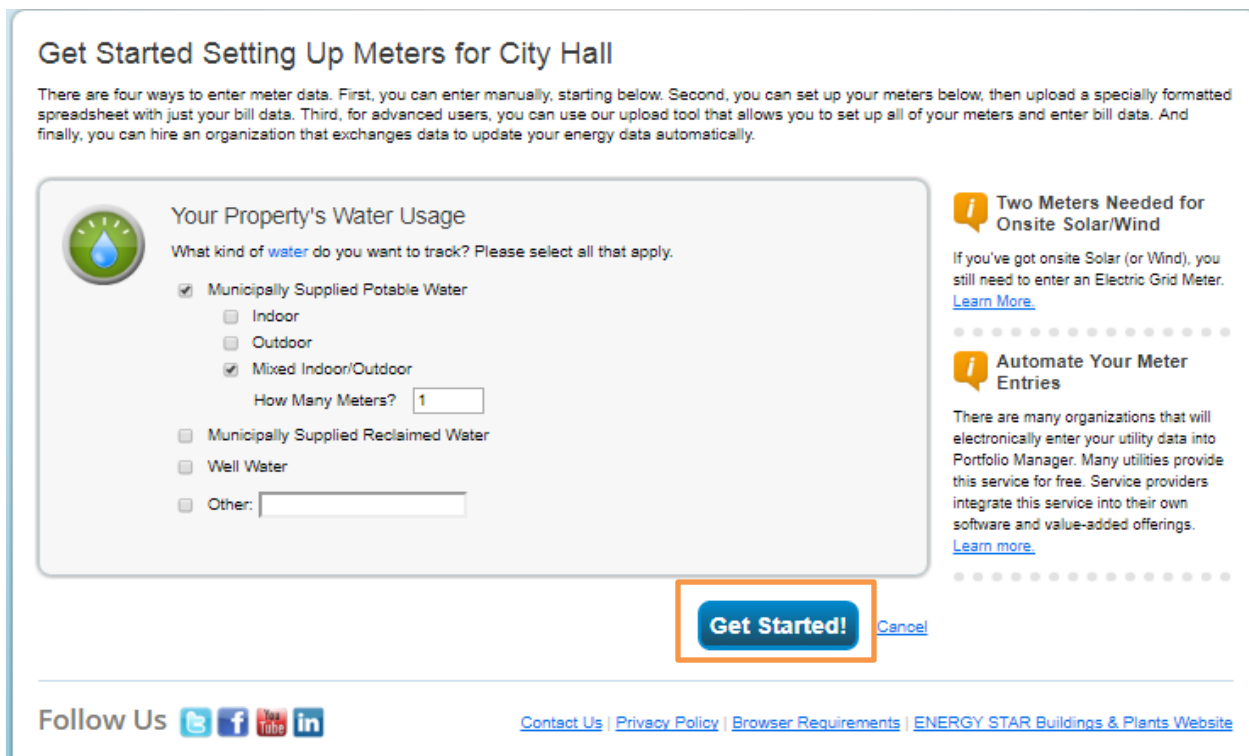 Get Started Setting Up Meters for City Hall
There are four ways to enter meter data. First, you can enter manually, starting below. Second, you can set up your meters below, then upload a specially formatted
spreadsheet with just your bill data. Third, for advanced users, you can use our upload tool that allows you to set up all of your meters and enter bill data. And
finally, you can hire an organization that exchanges data to update your energy data automatically.
Your Property's Water Usage
What kind of water do you want to track? Please select all that apply.
Municipally Supplied Potable Water
Indoor
Outdoor
Mixed Indoor/Outdoor
How Many Meters? 1
Municipally Supplied Reclaimed Water
Well Water
Other:
Two Meters Needed for
Onsite Solar/Wind
If you've got onsite Solar (or Wind), you
still need to enter an Electric Grid Meter.
Learn More.
Automate Your Meter
Entries
There are many organizations that will
electronically enter your utility data into
Portfolio Manager. Many utilities provide
this service for free. Service providers
integrate this service into their own
software and value-added offerings.
Learn more.
Get Started! Cancel
Follow Us You Tube in
Contact Us | Privacy Policy | Browser Requirements | ENERGY STAR Buildings & Plants Website